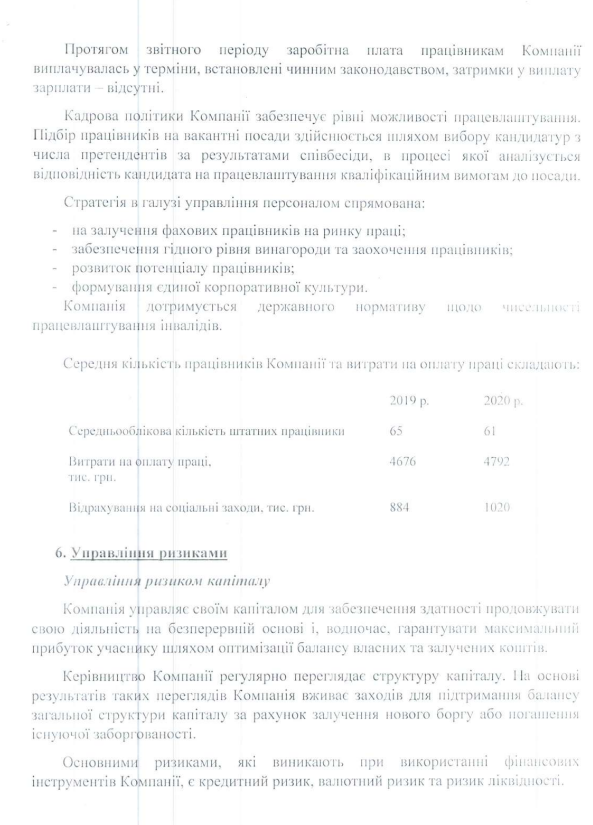 Протягом звітного періоду заробітна плата працівникам Компанії
виплачувалась у терміни, встановлені чинним законодавством, затримки у виплату
зарплати – відсутні.
Кадрова політики Компанії забезпечує рівні можливості працевлаштування.
Підбір працівників на вакантні посади здійснюється шляхом вибору кандидатур з
числа претендентів за результатами співбесіди, в процесі якої аналізується
відповідність кандидата на працевлаштування кваліфікаційним вимогам до посади.
Стратегія в галузі управління персоналом спрямована:
- на залучення фахових працівників на ринку праці;
- забезпечення гідного рівня винагороди та заохочення працівників;
- розвиток потенціалу працівників;
- формування єдиної корпоративної культури.
Компанія дотримується державного нормативу щодо чисельності
працевлаштування інвалідів.
Середня кількість працівників Компанії та витрати на оплату праці складають:
2019 р. 2020 р.
Середньооблікова кількість штатних працівники 65 61
Витрати на оплату праці, 4676 4792
тис. грн.
Відрахування на соціальні заходи, тис. грн. 884 1020
6. Управління ризиками
Управління ризиком капіталу
Компанія управляє своїм капіталом для забезпечення здатності продовжувати
свою діяльність на безперервній основі і, водночас, гарантувати максимальний
прибуток учаснику шляхом оптимізації балансу власних та залучених коштів.
Керівництво Компанії регулярно переглядає структуру капіталу. На основі
результатів таких переглядів Компанія вживає заходів для підтримання балансу
загальної структури капіталу за рахунок залучення нового боргу або погашення
існуючої заборгованості.
Основними ризиками, які виникають при використанні фінансових
інструментів Компанії, є кредитний ризик, валютний ризик та ризик ліквідності.